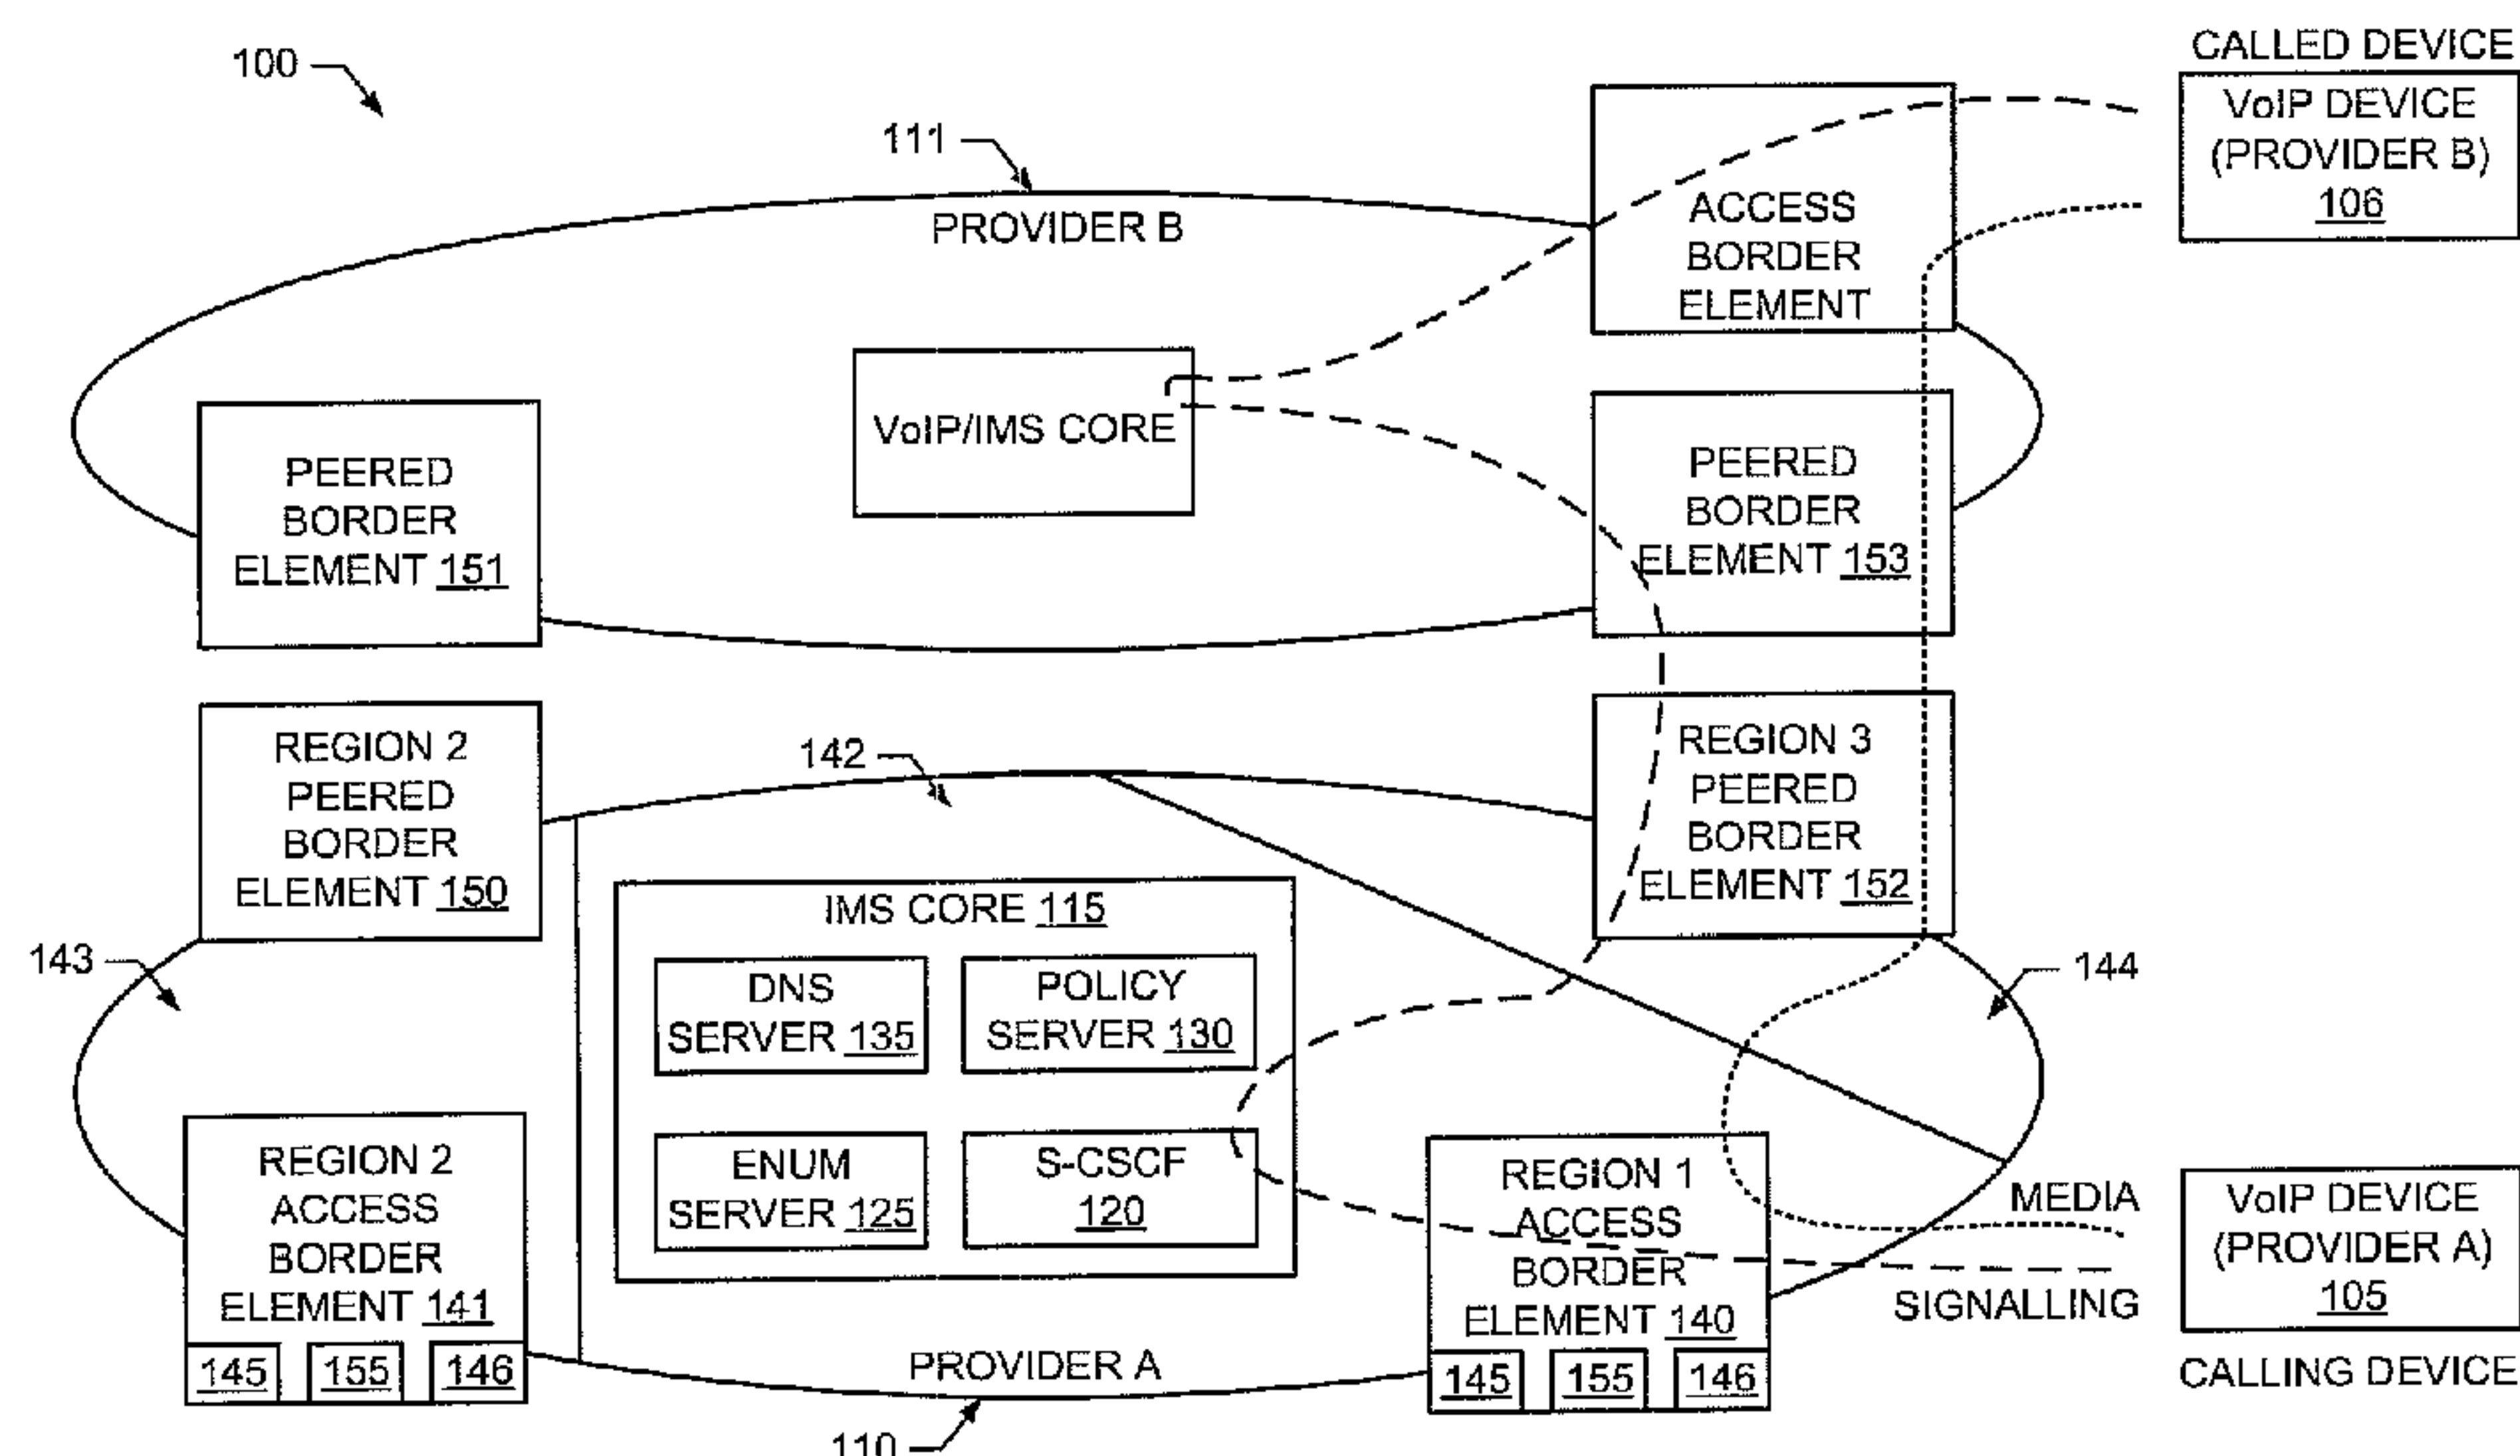 100
111
PROVIDER B
CALLED DEVICE
VoIP DEVICE
(PROVIDER B)
106
ACCESS
BORDER
ELEMENT
VoIP/IMS CORE
PEERED
BORDER
ELEMENT 151
PEERED
BORDER
ELEMENT 153
REGION 2
PEERED
BORDER
ELEMENT 150
142
REGION 3
PEERED
BORDER
ELEMENT 152
143
144
IMS CORE 115
DNS
SERVER 135
POLICY
SERVER 130
ENUM
SERVER 125
S-CSCF
120
REGION 2
ACCESS
BORDER
ELEMENT 141
145 155 146
REGION 1
ACCESS
BORDER
ELEMENT 140
145 155 146
MEDIA
SIGNALLING
VoIP DEVICE
(PROVIDER A)
105
CALLING DEVICE
PROVIDER A
110